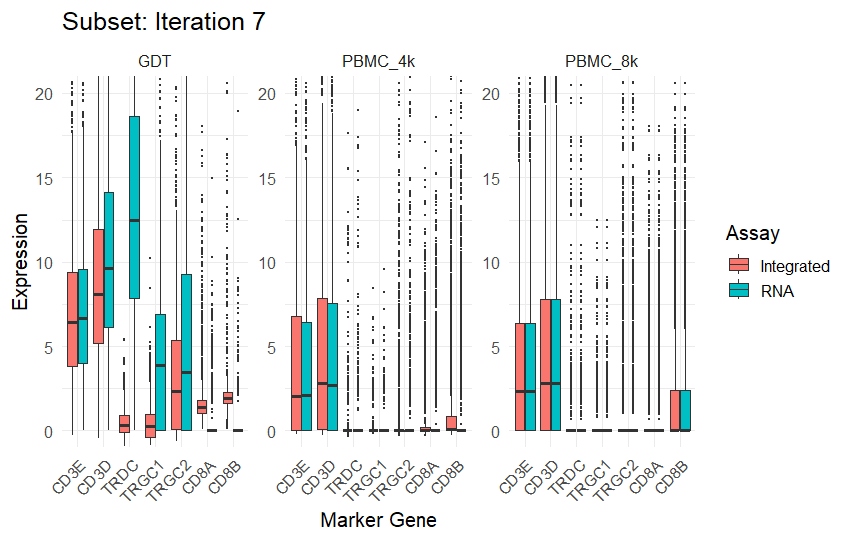 Subset: Iteration 7
GDT
PBMC_4k
PBMC_8k
Expression
20
15
10
5
0
20
15
10
5
0
20
15
10
5
0
CD3E
CD3D
TRDC
TRGC1
TRGC2
CD8A
CD8B
CD3E
CD3D
TRDC
TRGC1
TRGC2
CD8A
CD8B
CD3E
CD3D
TRDC
TRGC1
TRGC2
CD8A
CD8B
Marker Gene
Assay
Integrated
RNA